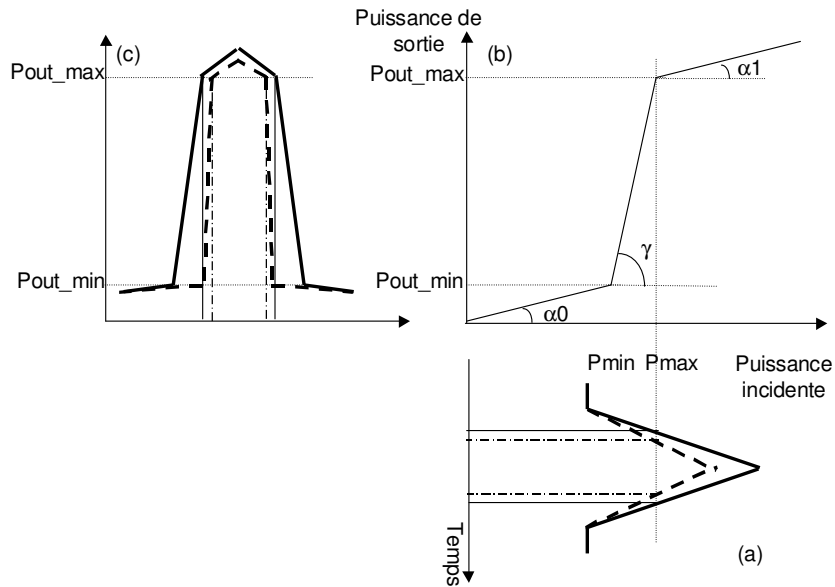 (c)
Pout_max
Pout_min
Puissance de
sortie
(b)
Pout_max
α1
γ
Pout_min
α0
Pmin Pmax
Puissance
incidente
Temps
(a)